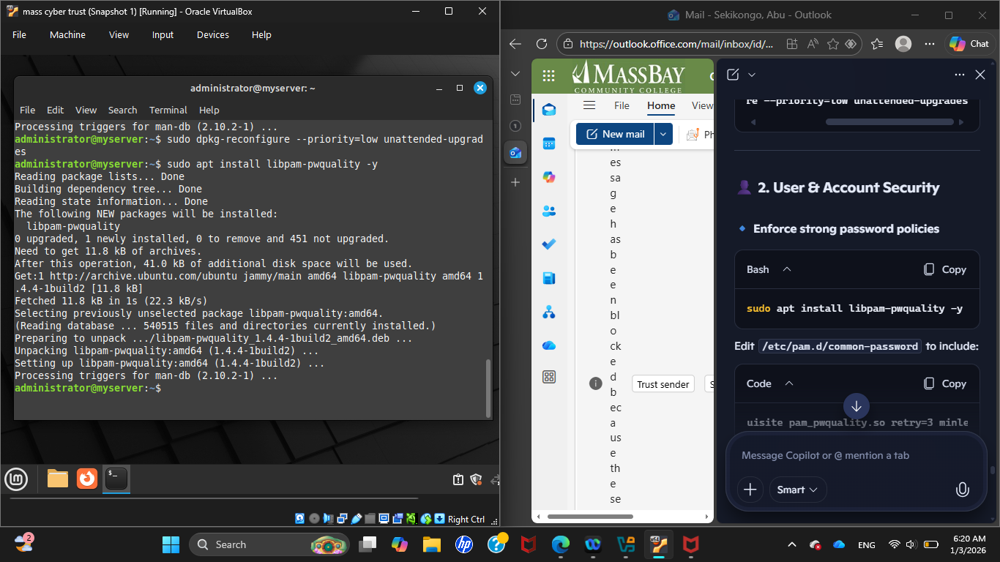 mass cyber trust (Snapshot 1) [Running] - Oracle VirtualBox
File Machine View Input Devices Help
administrator@myserver: ~
File Edit View Search Terminal Help
Processing triggers for man-db (2.10.2-1) ...
administrator@myserver:~$ sudo dpkg-reconfigure --priority=low unattended-upgrad
es
administrator@myserver:~$ sudo apt install libpam-pwquality -y
Reading package lists... Done
Building dependency tree... Done
Reading state information... Done
The following NEW packages will be installed:
libpam-pwquality
0 upgraded, 1 newly installed, 0 to remove and 451 not upgraded.
Need to get 11.8 kB of archives.
After this operation, 41.0 kB of additional disk space will be used.
Get:1 http://archive.ubuntu.com/ubuntu jammy/main amd64 libpam-pwquality amd64 1
.4.4-1build2 [11.8 kB]
Fetched 11.8 kB in 1s (22.3 kB/s)
Selecting previously unselected package libpam-pwquality:amd64.
(Reading database ... 540515 files and directories currently installed.)
Preparing to unpack .../libpam-pwquality_1.4.4-1build2_amd64.deb ...
Unpacking libpam-pwquality:amd64 (1.4.4-1build2) ...
Setting up libpam-pwquality:amd64 (1.4.4-1build2) ...
Processing triggers for man-db (2.10.2-1) ...
administrator@myserver:~$
Right Ctrl
Mail - Sekikongo, Abu - Outlook
https://outlook.office.com/mail/inbox/id/...
Chat
MASSBAY
COMMUNITY COLLEGE
File Home View
New mail
Ph
es
sa
g
e
h
as
b
e
e
n
bl
o
ck
e
d
b
ec
a
us
e
th
e
se
Trust sender
S
re --priority=low unattended-upgrades
2. User & Account Security
Enforce strong password policies
Bash Copy
sudo apt install libpam-pwquality -y
Edit /etc/pam.d/common-password to include:
Code Copy
uisite pam_pwquality.so retry=3 minle
Message Copilot or @ mention a tab
Smart
2
Search
hp
ENG
6:20 AM
1/3/2026